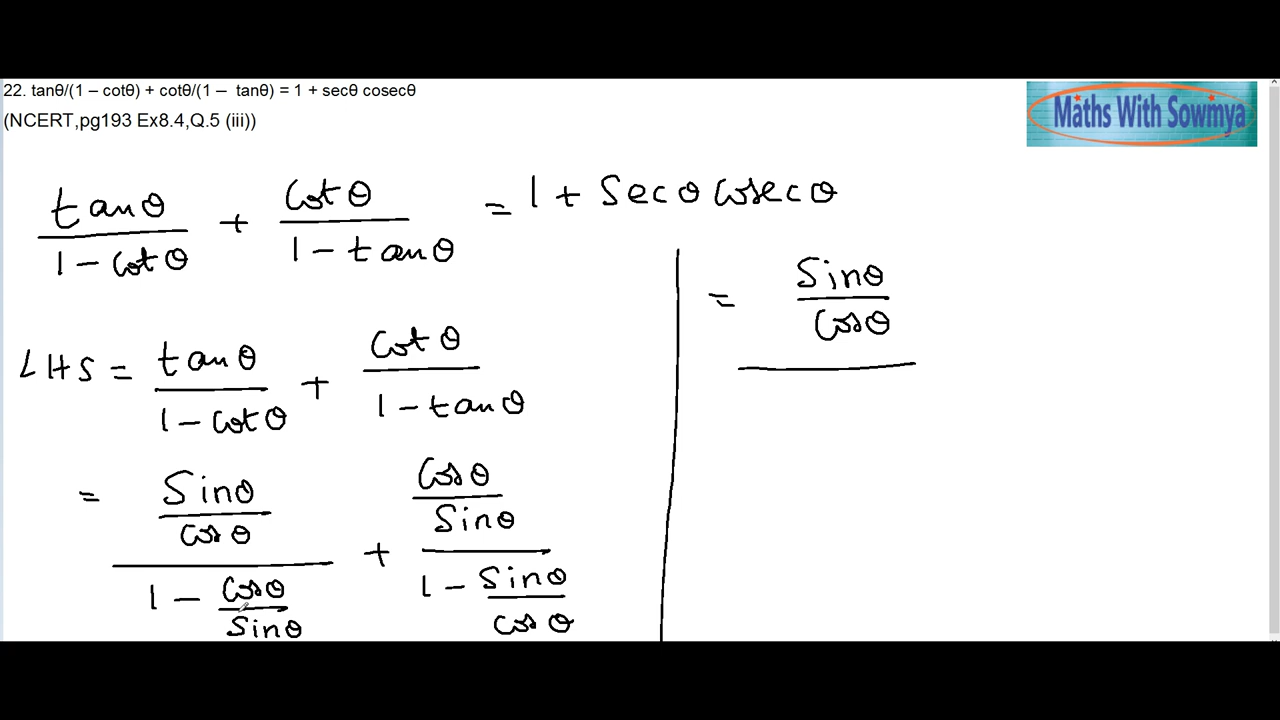 22. tanθ/(1 – cotθ) + cotθ/(1 – tanθ) = 1 + secθ cosecθ
(NCERT,pg193 Ex8.4,Q.5 (iii))
Maths With Sowmya
tanθ/1 - cotθ + cotθ/1 - tanθ = 1 + Secθ Cosecθ
LHS = tanθ/1 - cotθ + cotθ/1 - tanθ
= Sinθ/cosθ/1 - cosθ/Sinθ + cosθ/Sinθ/1 - Sinθ/cosθ
= Sinθ/cosθ